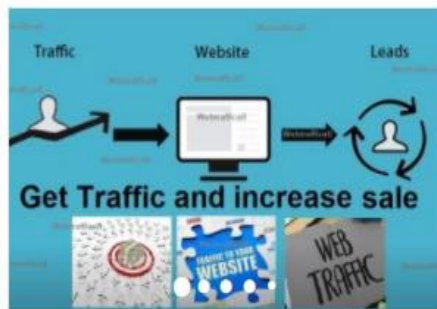 Traffic Website Leads
Get Traffic and increase sale
TRAFFIC TO YOUR
WEBSITE
WEB
TRAFFIC